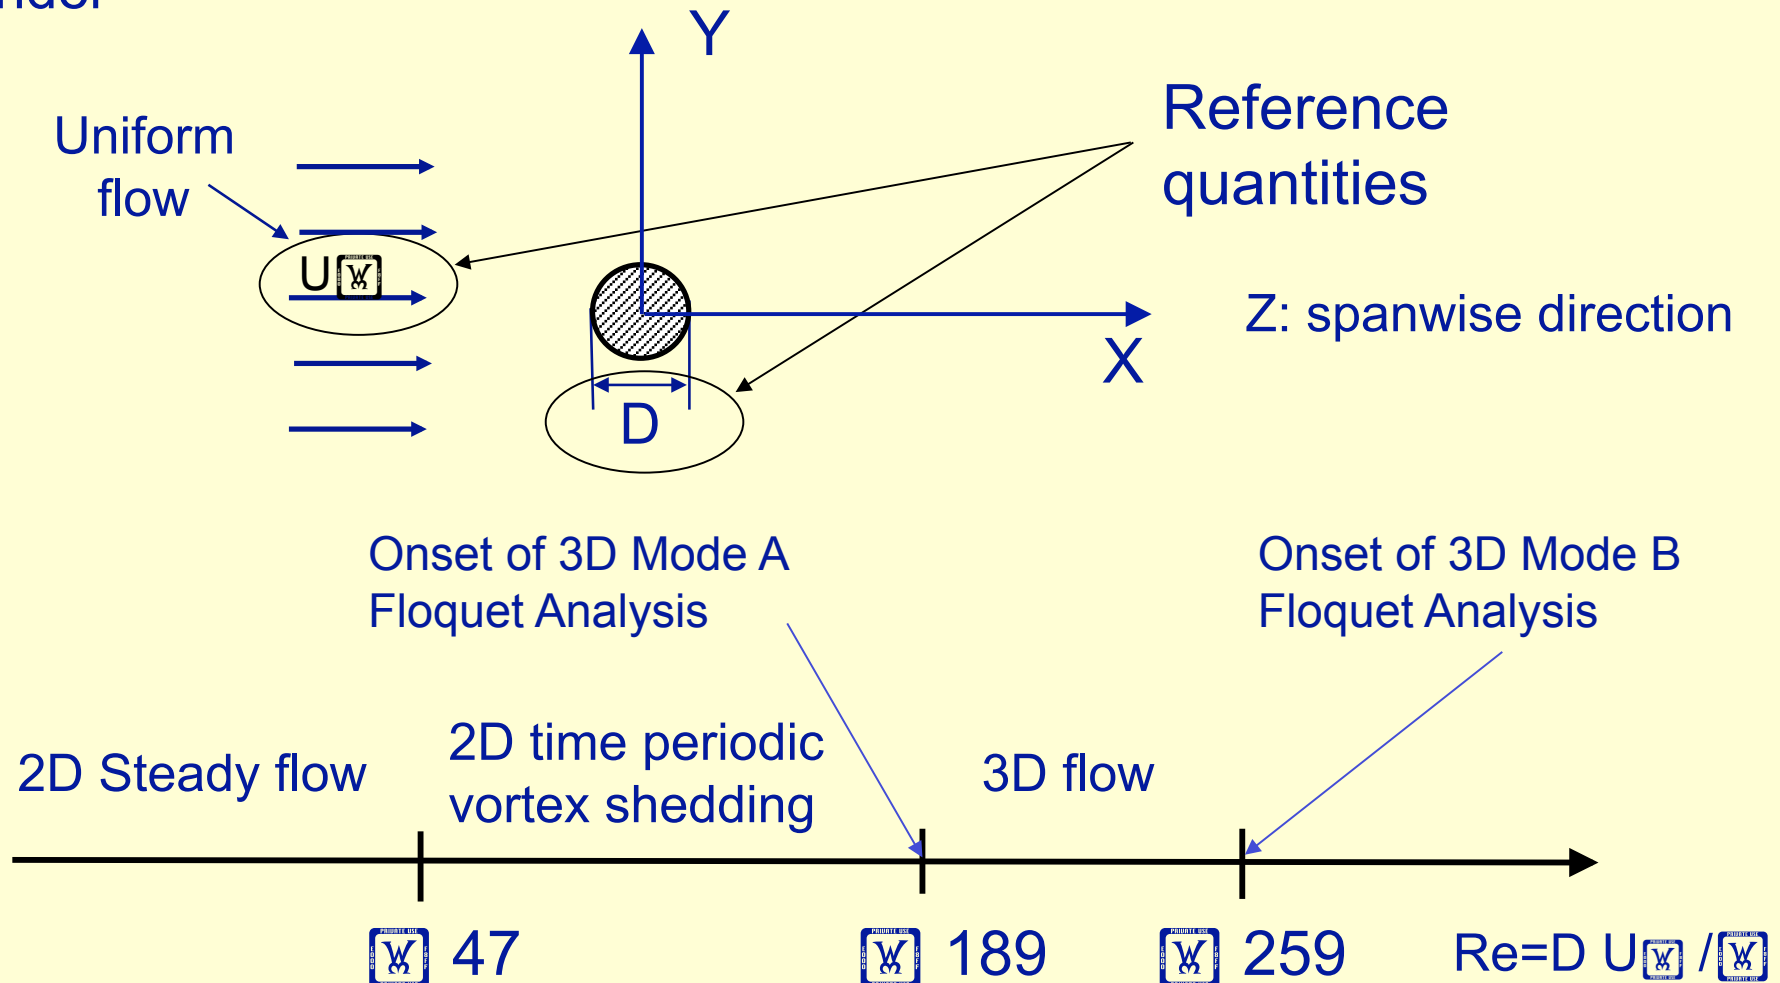 Y
Reference
quantities
Uniform
flow
U
Z: spanwise direction
X
D
Onset of 3D Mode A
Floquet Analysis
Onset of 3D Mode B
Floquet Analysis
2D Steady flow
2D time periodic
vortex shedding
3D flow
47
189
259
Re=D U /